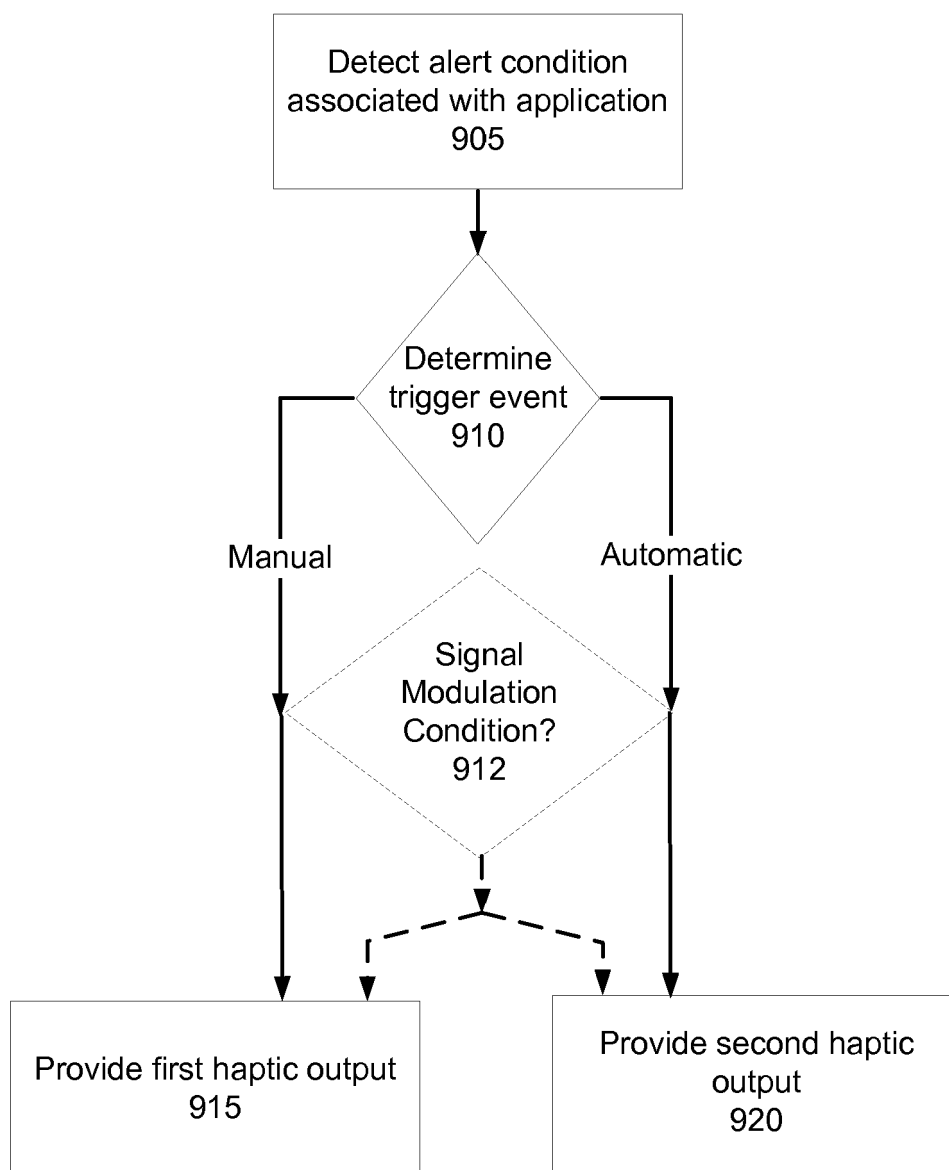 Detect alert condition
associated with application
905
Determine
trigger event
910
Manual
Automatic
Signal
Modulation
Condition?
912
Provide first haptic output
915
Provide second haptic
output
920